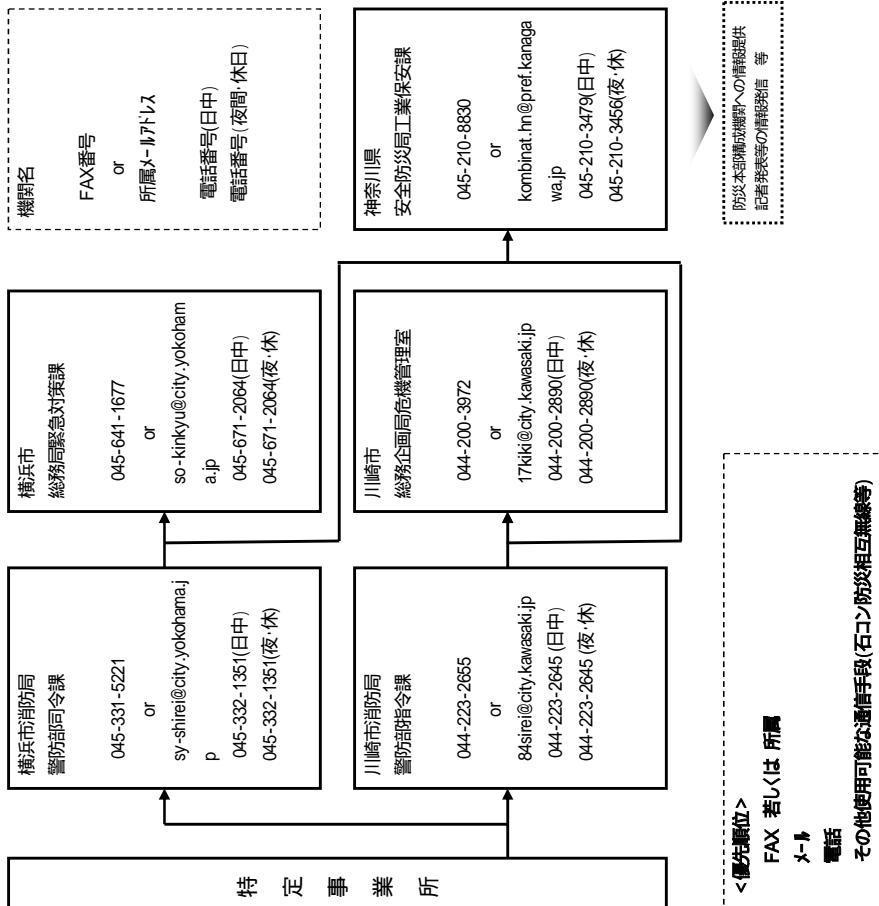 特定事業所
横浜市消防局
警防部司令課
045-331-5221
or
sy-shirei@city.yokohama.j
p
045-332-1351(日中)
045-332-1351(夜･休)
横浜市
総務局緊急対策課
045-641-1677
or
so-kinkyu@city.yokoham
a.jp
045-671-2064(日中)
045-671-2064(夜･休)
機関名
FAX番号
or
所属メールアドレス
電話番号(日中)
電話番号(夜間･休日)
川崎市消防局
警防部指令課
044-223-2655
or
84sirei@city.kawasaki.jp
044-223-2645 (日中)
044-223-2645 (夜･休)
川崎市
総務企画局危機管理室
044-200-3972
or
17kiki@city.kawasaki.jp
044-200-2890(日中)
044-200-2890(夜･休)
神奈川県
安全防災局工業保安課
045-210-8830
or
kombinat.hn@pref.kanaga
wa.jp
045-210-3479(日中)
045-210-3456(夜･休)
<優先順位>
FAX 若しくは 所属
メール
電話
その他使用可能な通信手段(石コン防災相互無線等)
防災本部構成機関への情報提供
記者発表等の情報発信 等